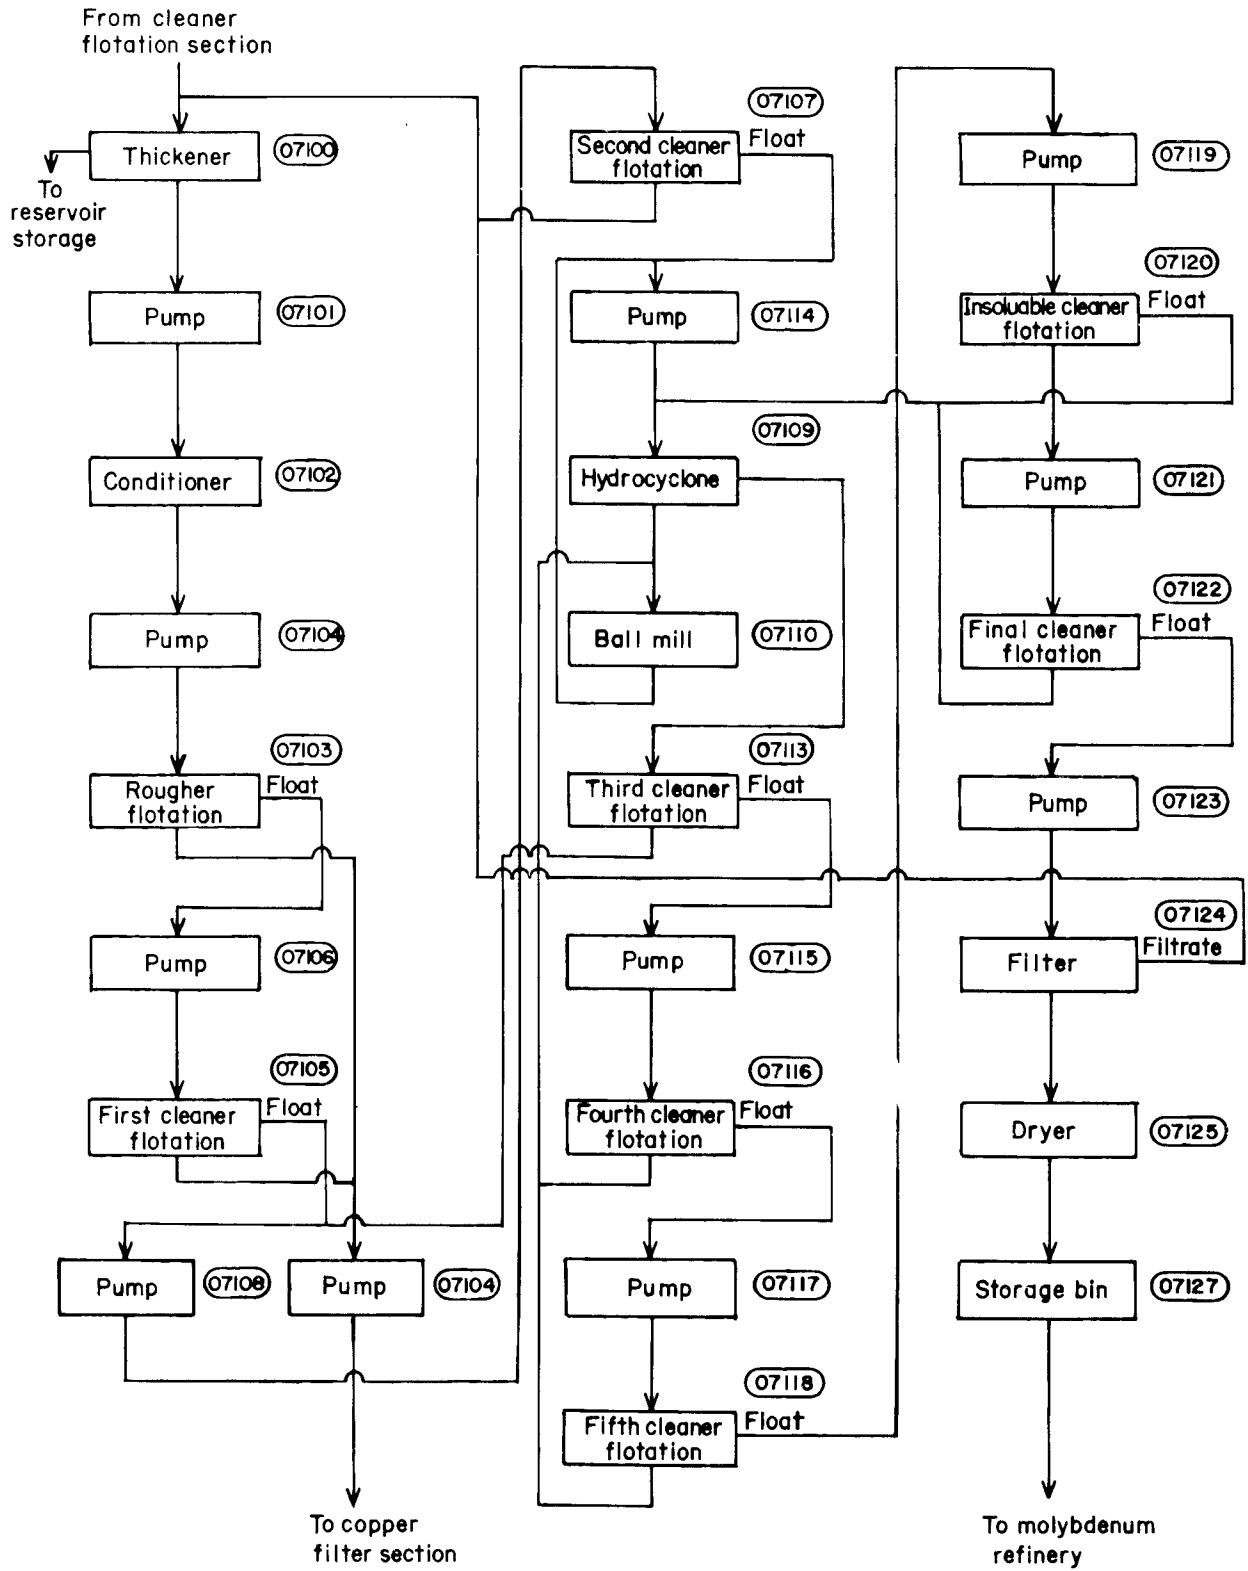 From cleaner
flotation section
Thickener
07100
To
reservoir
storage
Pump
07101
Conditioner
07102
Pump
07104
07103
Rougher
flotation
Float
Pump
07106
07105
First cleaner
flotation
Float
Pump
07108
Pump
07104
To copper
filter section
07107
Second cleaner
flotation
Float
Pump
07114
07109
Hydrocyclone
Ball mill
07110
07113
Third cleaner
flotation
Float
Pump
07115
07116
Fourth cleaner
flotation
Float
Pump
07117
07118
Fifth cleaner
flotation
Float
Pump
07119
07120
Insoluable cleaner
flotation
Float
Pump
07121
07122
Final cleaner
flotation
Float
Pump
07123
07124
Filter
Filtrate
Dryer
07125
Storage bin
07127
To molybdenum
refinery